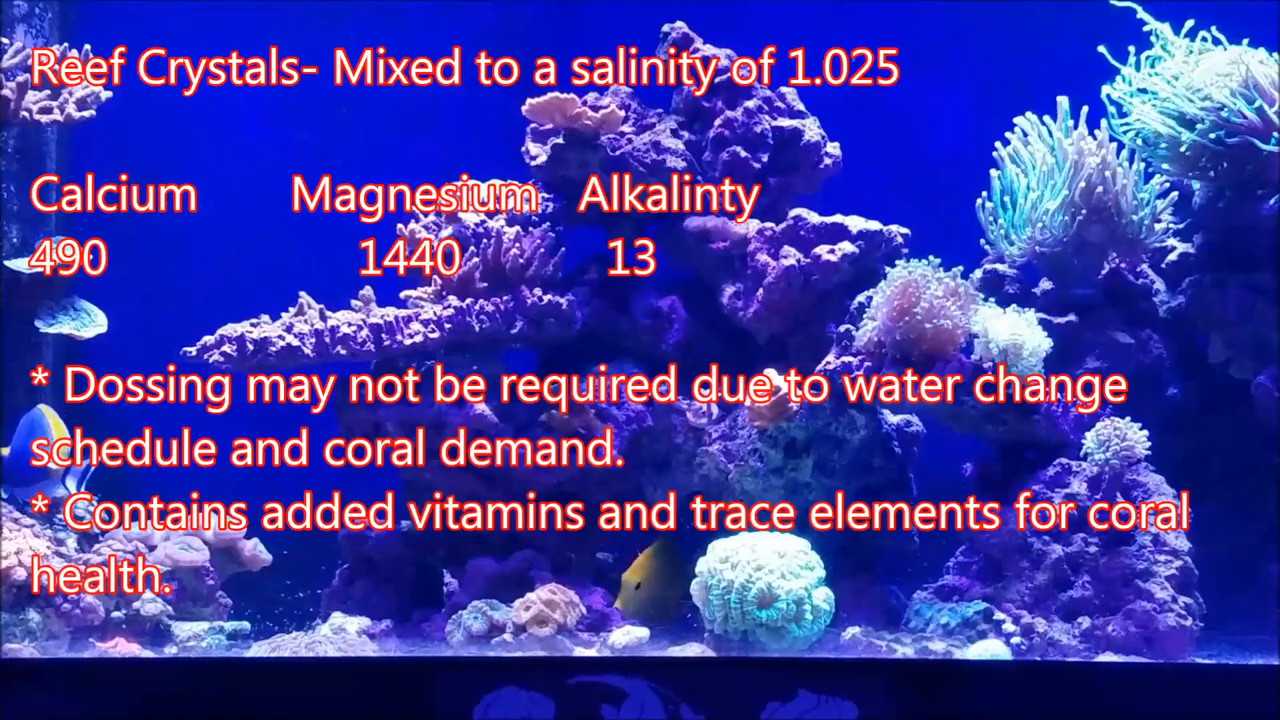 Reef Crystals- Mixed to a salinity of 1.025
Calcium Magnesium Alkalinty
490 1440 13
* Dossing may not be required due to water change
schedule and coral demand.
* Contains added vitamins and trace elements for coral
health.